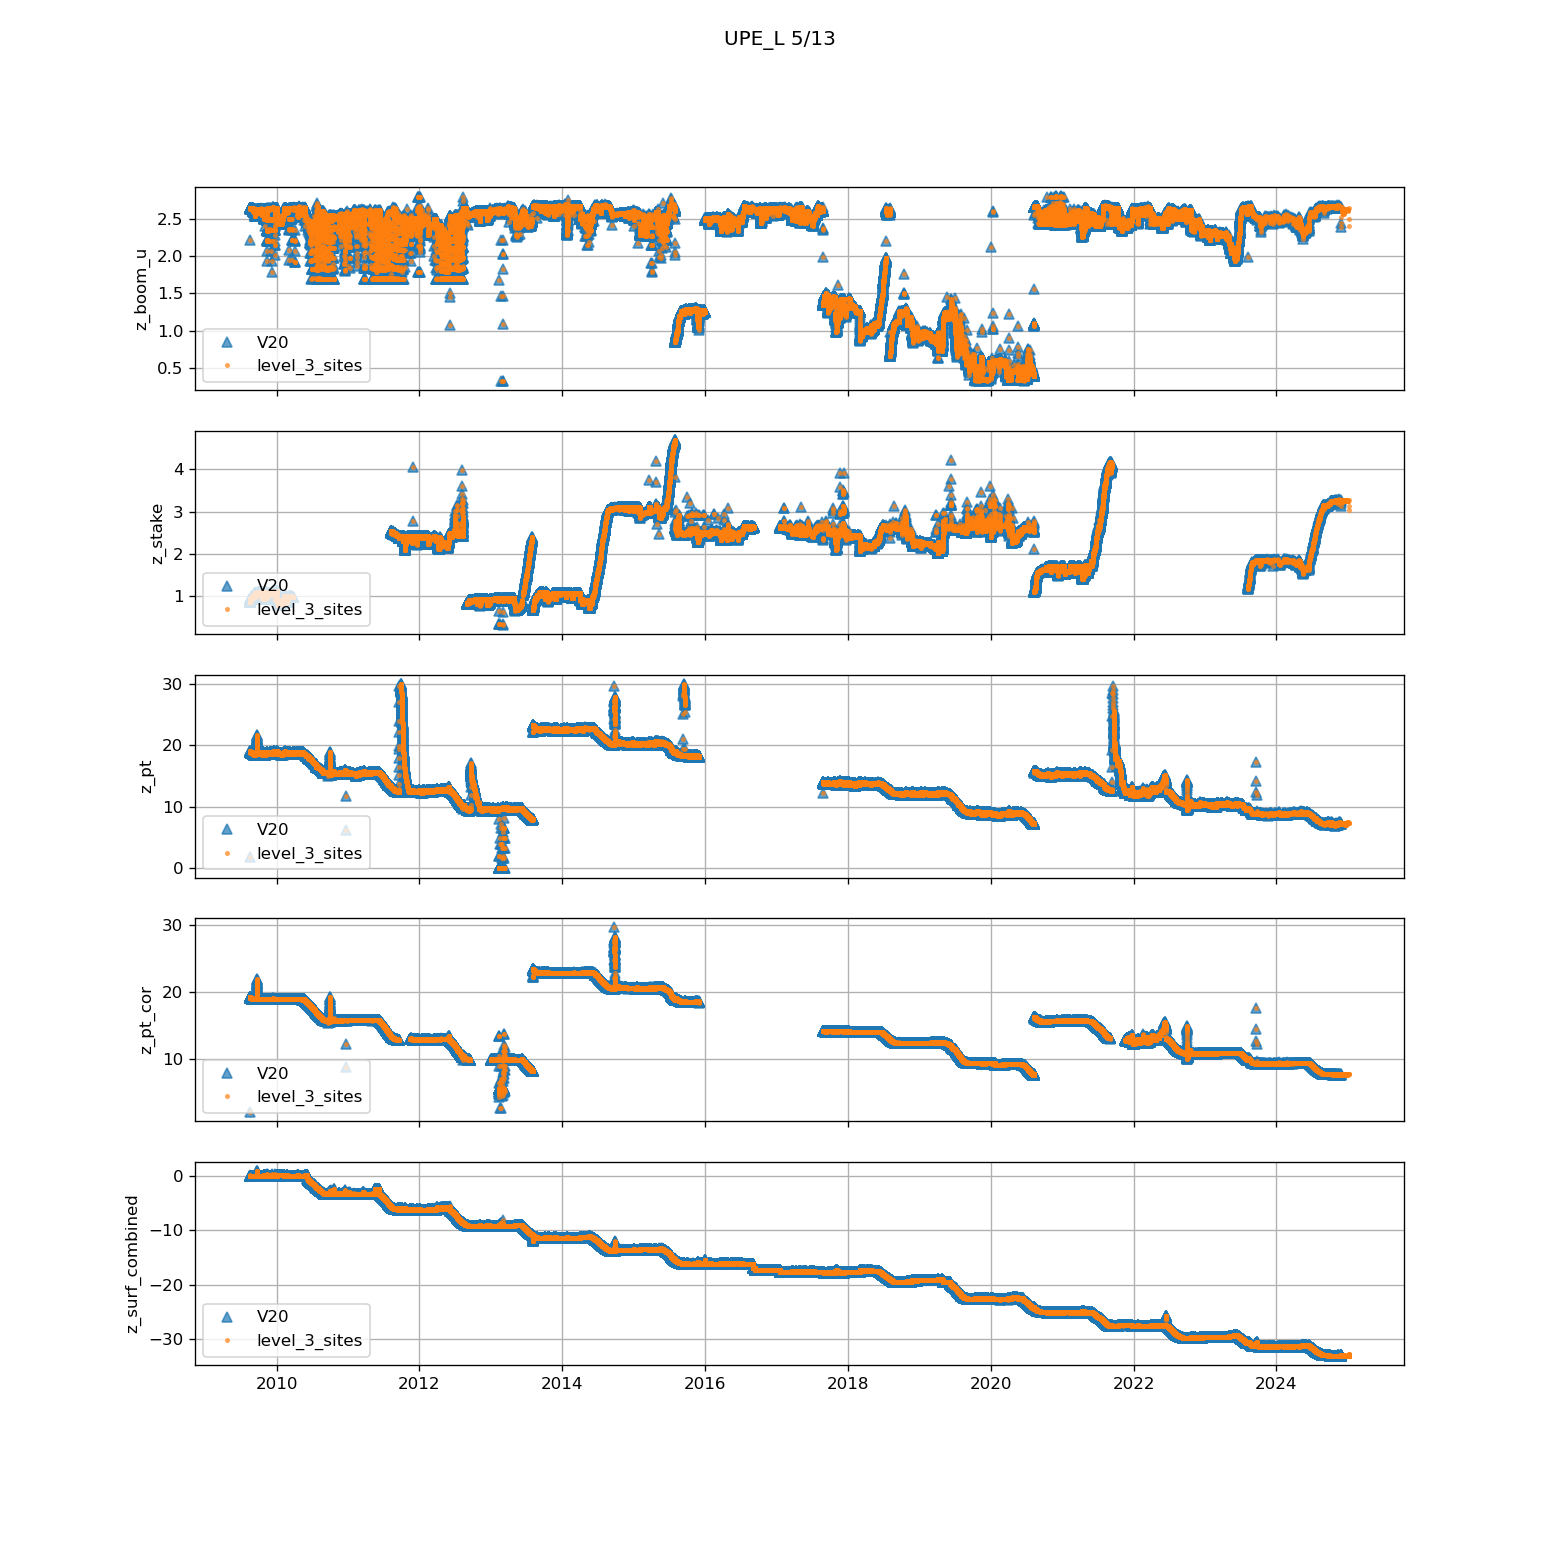 UPE_L 5/13
z_boom_u
2.5
2.0
1.5
1.0
0.5
V20
level_3_sites
z_stake
4
3
2
1
V20
level_3_sites
z_pt
30
20
10
0
V20
level_3_sites
z_pt_cor
30
20
10
V20
level_3_sites
z_surf_combined
0
−10
−20
−30
V20
level_3_sites
2010 2012 2014 2016 2018 2020 2022 2024